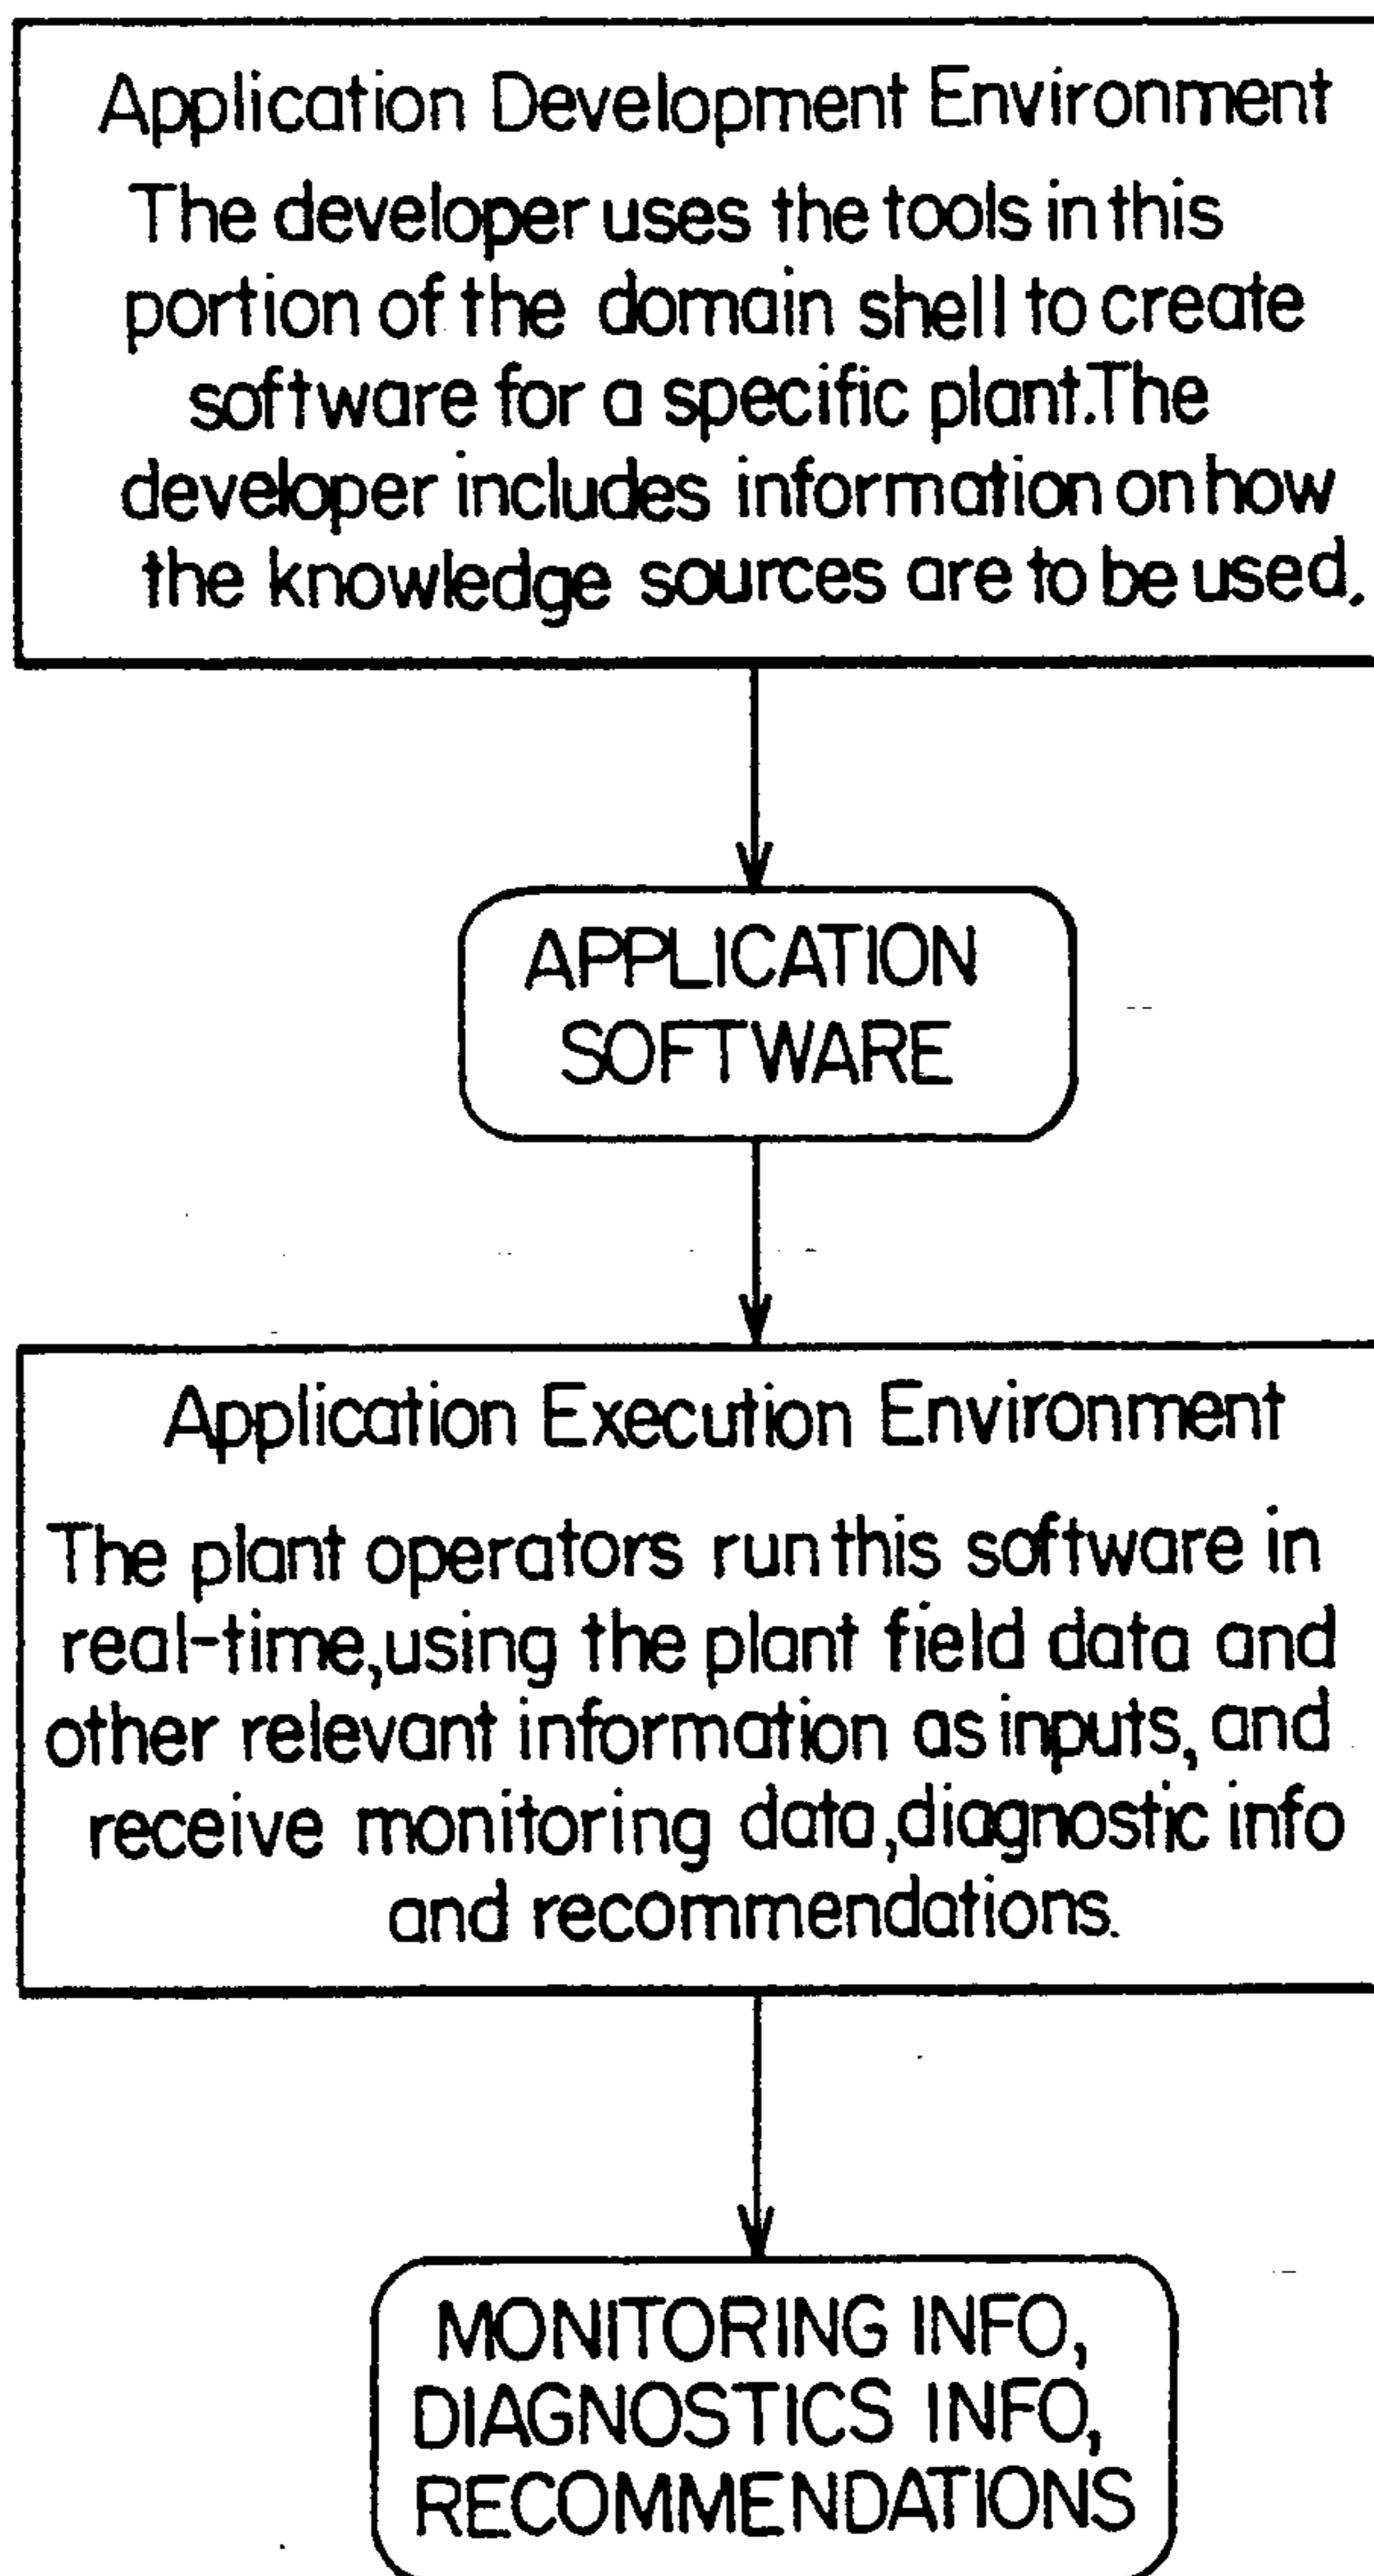 Application Development Environment
The developer uses the tools in this
portion of the domain shell to create
software for a specific plant.The
developer includes information on how
the knowledge sources are to be used.
APPLICATION
SOFTWARE
Application Execution Environment
The plant operators run this software in
real-time,using the plant field data and
other relevant information as inputs, and
receive monitoring data,diagnostic info
and recommendations.
MONITORING INFO,
DIAGNOSTICS INFO,
RECOMMENDATIONS